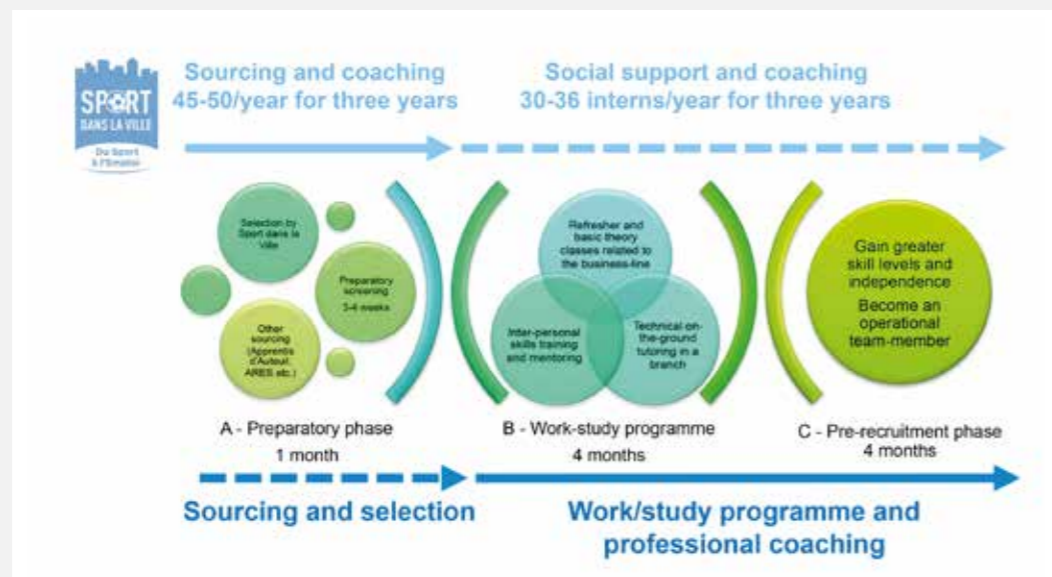 SPORT
DANS LA VILLE
Du Sport
à l'Emploi
Sourcing and coaching
45-50/year for three years
Social support and coaching
30-36 interns/year for three years
Selection by
Sport dans la
Ville
Preparatory
screening
3-4 weeks
Other
sourcing
(Apprentis
d'Auteuil,
ARES etc.)
Refresher and
basic theory
classes related to
the business-line
Inter-personal
skills training
and mentoring
Technical on-
the-ground
tutoring in a
branch
Gain greater
skill levels and
independence
Become an
operational
team-member
A - Preparatory phase
1 month
B - Work-study programme
4 months
C - Pre-recruitment phase
4 months
Sourcing and selection
Work/study programme and
professional coaching